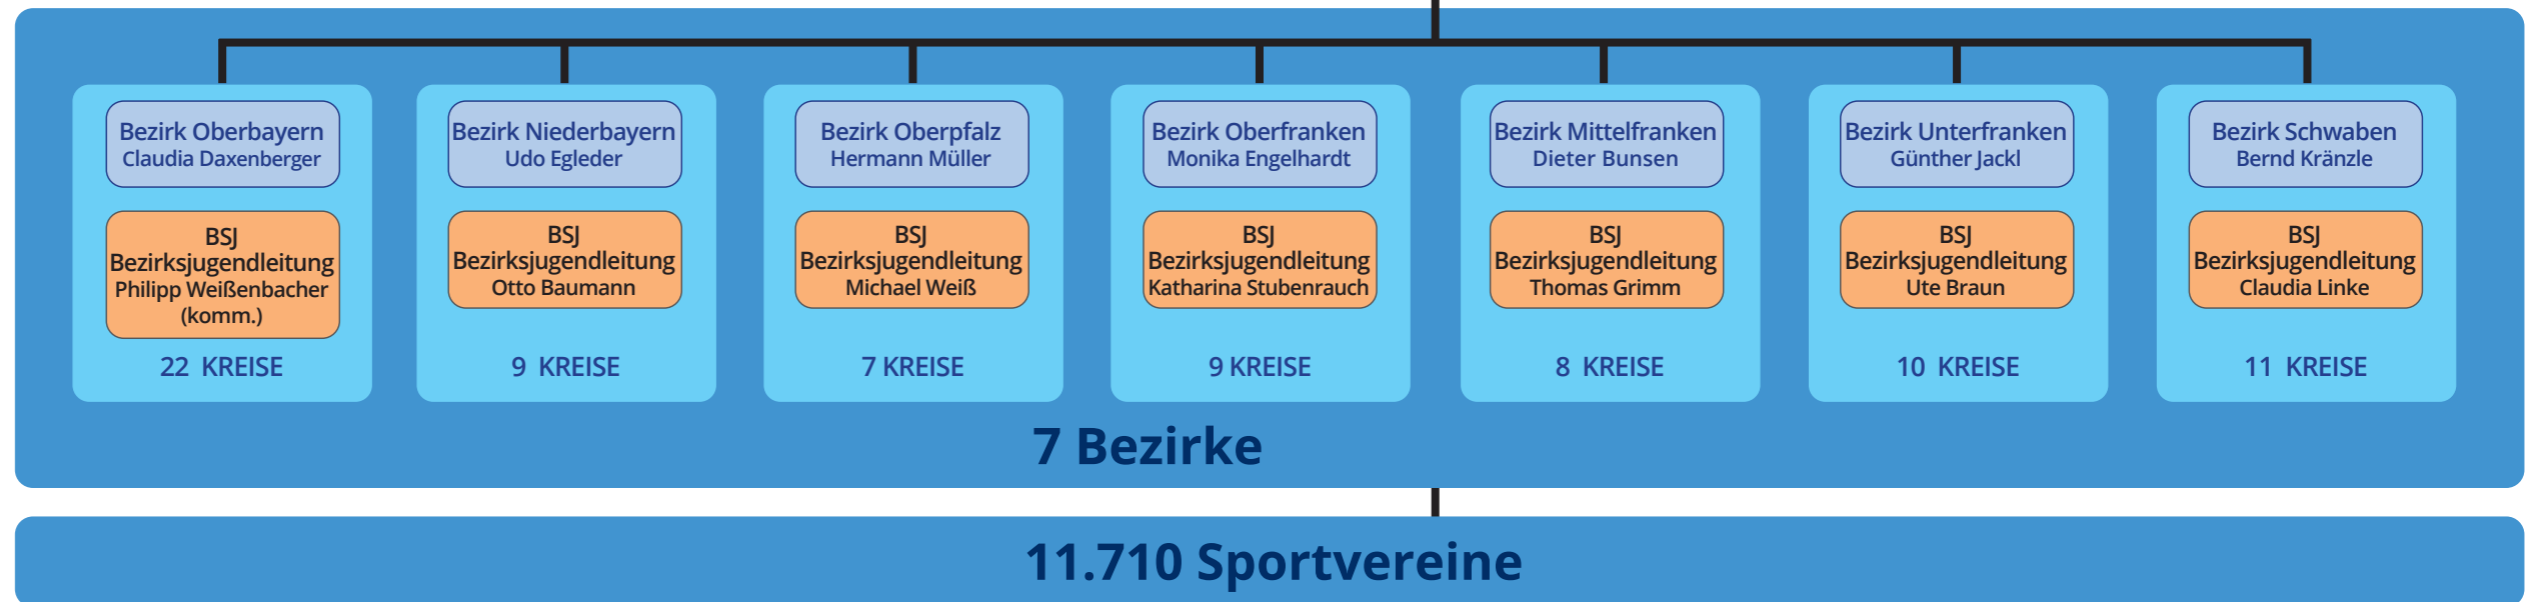 Bezirk Oberbayern
Claudia Daxenberger
BSJ
Bezirksjugendleitung
Philipp Weißenbacher
(komm.)
22 KREISE
Bezirk Niederbayern
Udo Egleder
BSJ
Bezirksjugendleitung
Otto Baumann
9 KREISE
Bezirk Oberpfalz
Hermann Müller
BSJ
Bezirksjugendleitung
Michael Weiß
7 KREISE
Bezirk Oberfranken
Monika Engelhardt
BSJ
Bezirksjugendleitung
Katharina Stubenrauch
9 KREISE
Bezirk Mittelfranken
Dieter Bunsen
BSJ
Bezirksjugendleitung
Thomas Grimm
8 KREISE
Bezirk Unterfranken
Günther Jackl
BSJ
Bezirksjugendleitung
Ute Braun
10 KREISE
Bezirk Schwaben
Bernd Kränzle
BSJ
Bezirksjugendleitung
Claudia Linke
11 KREISE
7 Bezirke
11.710 Sportvereine